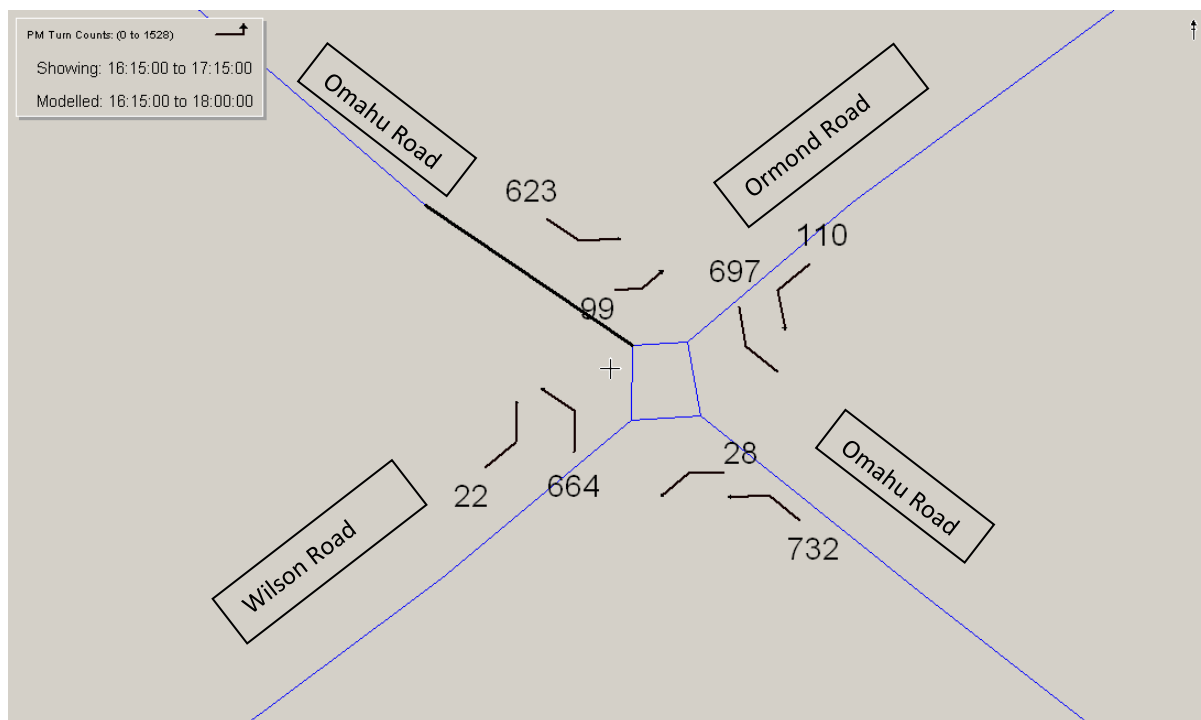 PM Turn Counts: (0 to 1528)
Showing: 16:15:00 to 17:15:00
Modelled: 16:15:00 to 18:00:00
Omahu Road
Ormond Road
623
110
697
99
28
Omahu Road
664
22
732
Wilson Road